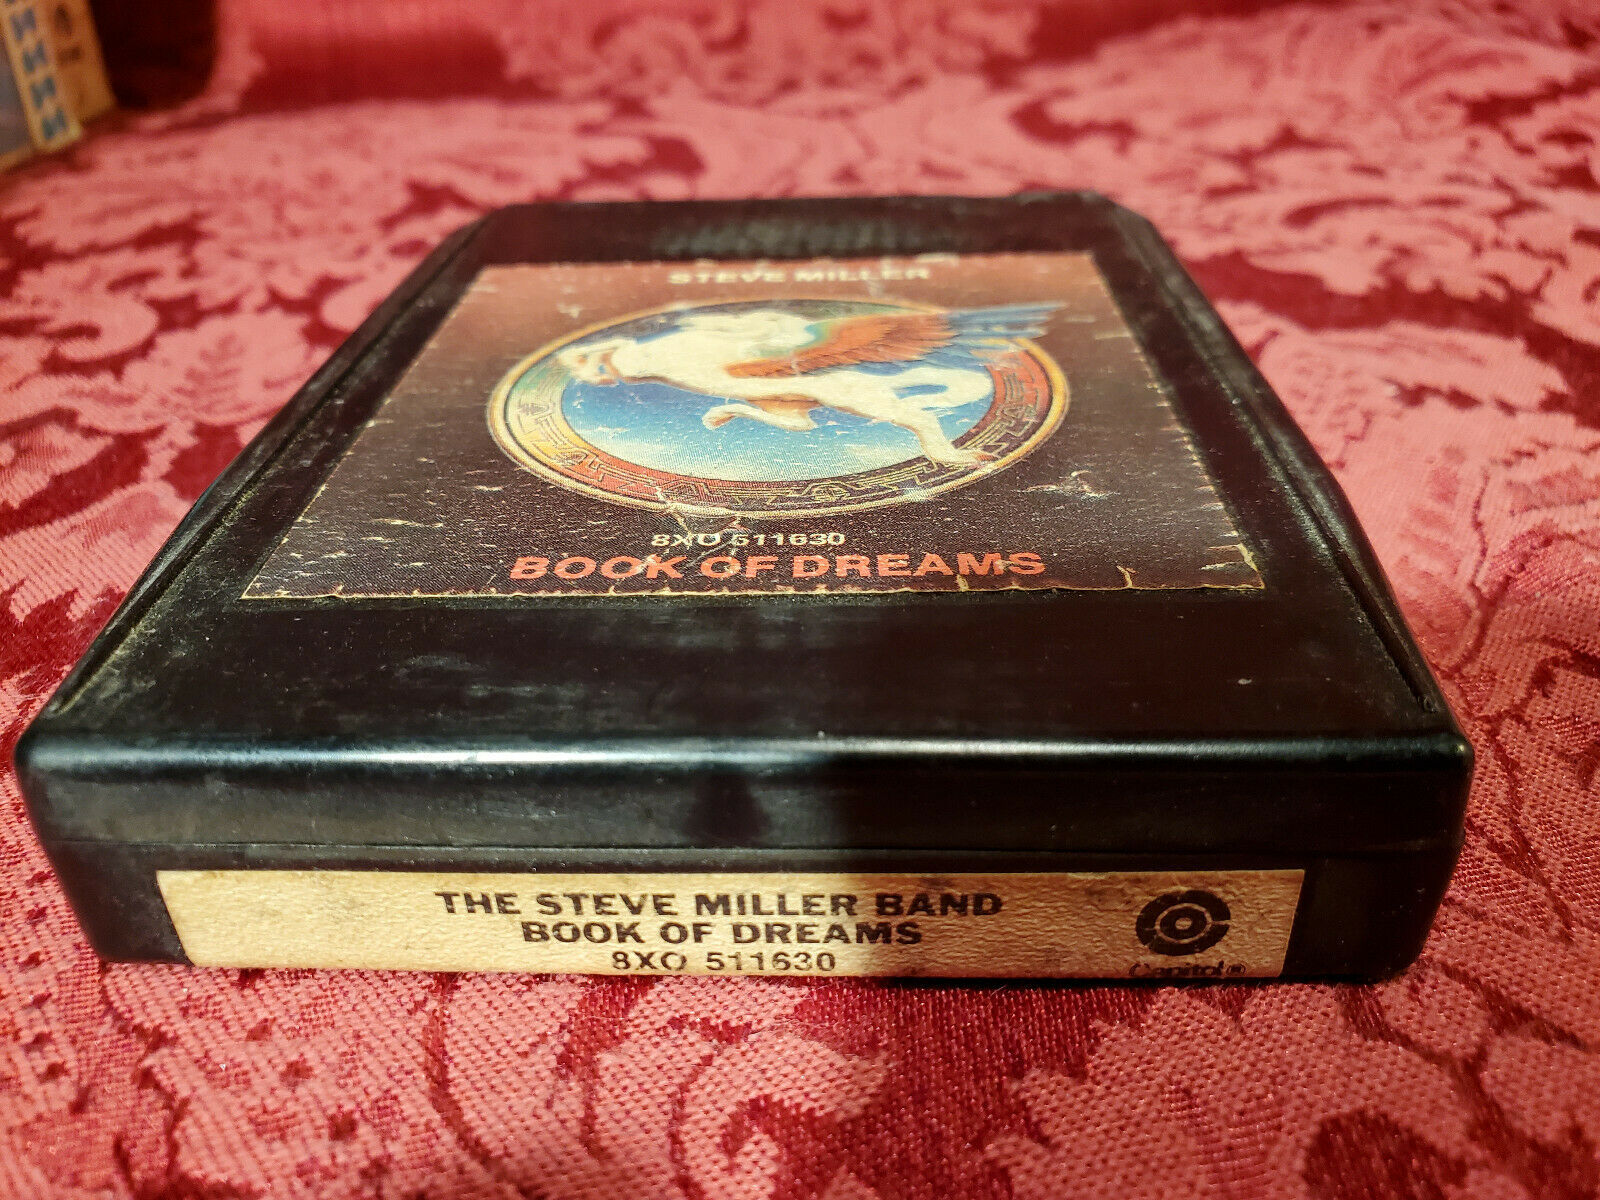 STEVE MILLER
8XO 511630
BOOK OF DREAMS
THE STEVE MILLER BAND
BOOK OF DREAMS
8XO 511630
Capitol®